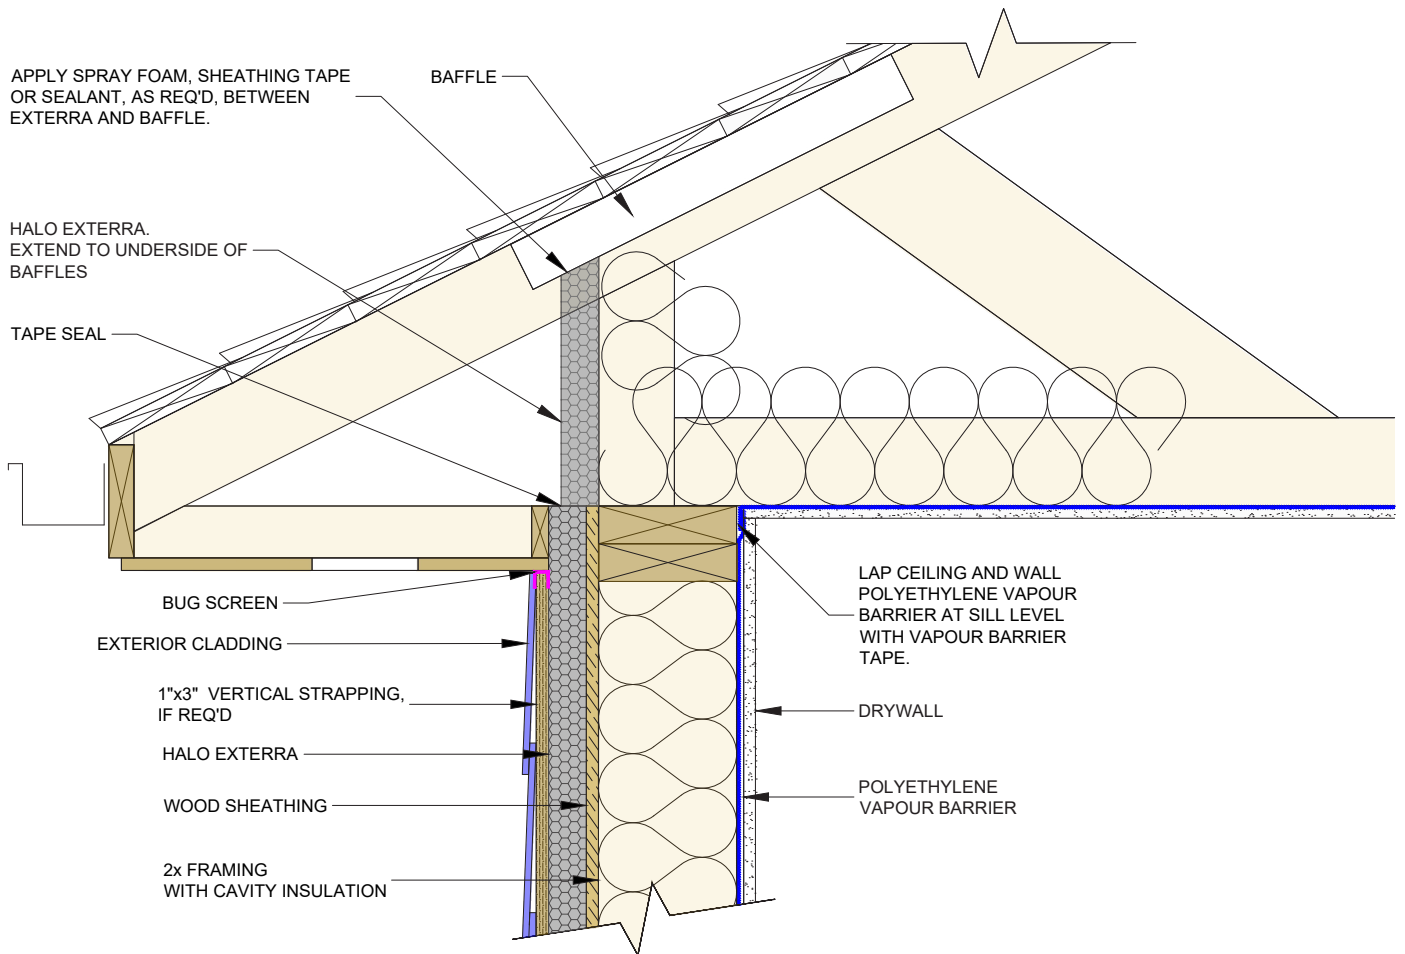 APPLY SPRAY FOAM, SHEATHING TAPE
OR SEALANT, AS REQ'D, BETWEEN
EXTERRA AND BAFFLE.
BAFFLE
HALO EXTERRA.
EXTEND TO UNDERSIDE OF
BAFFLES
TAPE SEAL
BUG SCREEN
EXTERIOR CLADDING
1"x3" VERTICAL STRAPPING,
IF REQ'D
HALO EXTERRA
WOOD SHEATHING
2x FRAMING
WITH CAVITY INSULATION
LAP CEILING AND WALL
POLYETHYLENE VAPOUR
BARRIER AT SILL LEVEL
WITH VAPOUR BARRIER
TAPE.
DRYWALL
POLYETHYLENE
VAPOUR BARRIER